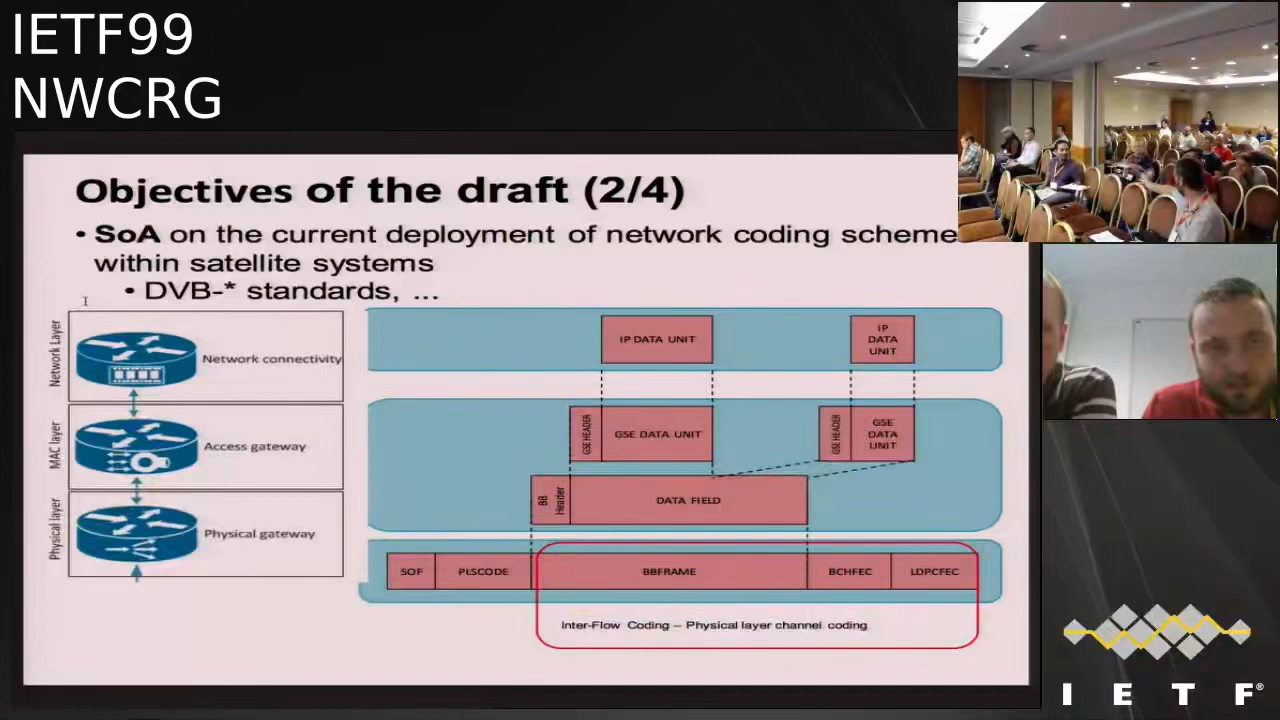 IETF99
NWCRG
Objectives of the draft (2/4)
• SoA on the current deployment of network coding scheme
within satellite systems
• DVB-* standards, ...
Network Layer
Network connectivity
MAC layer
Access gateway
Physical layer
Physical gateway
IP DATA UNIT
IP
DATA
UNIT
GSE HEADER
GSE DATA UNIT
GSE HEADER
GSE
DATA
UNIT
BB
Header
DATA FIELD
SOF
PLSCODE
BBFRAME
BCHFEC
LDPCFEC
Inter-Flow Coding – Physical layer channel coding
I E T F®